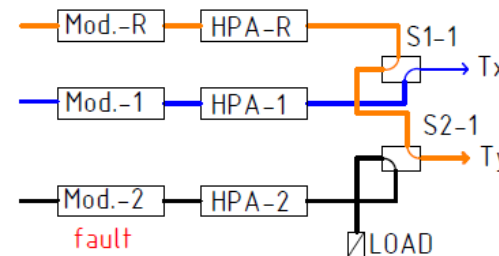 Mod.-R HPA-R
S1-1
Tx
Mod.-1 HPA-1
S2-1
Ty
Mod.-2 HPA-2
fault
LOAD